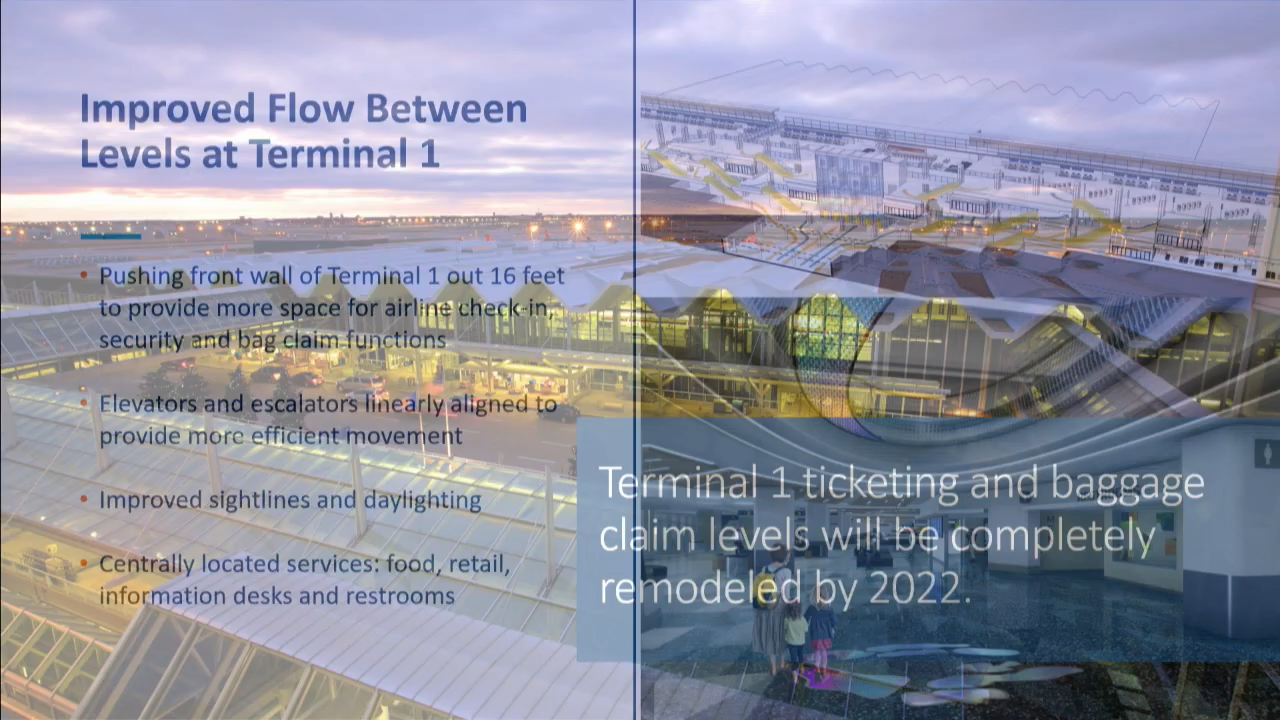 Improved Flow Between
Levels at Terminal 1
• Pushing front wall of Terminal 1 out 16 feet
to provide more space for airline check-in,
security and bag claim functions
• Elevators and escalators linearly aligned to
provide more efficient movement
• Improved sightlines and daylighting
• Centrally located services: food, retail,
information desks and restrooms
Terminal 1 ticketing and baggage
claim levels will be completely
remodeled by 2022.